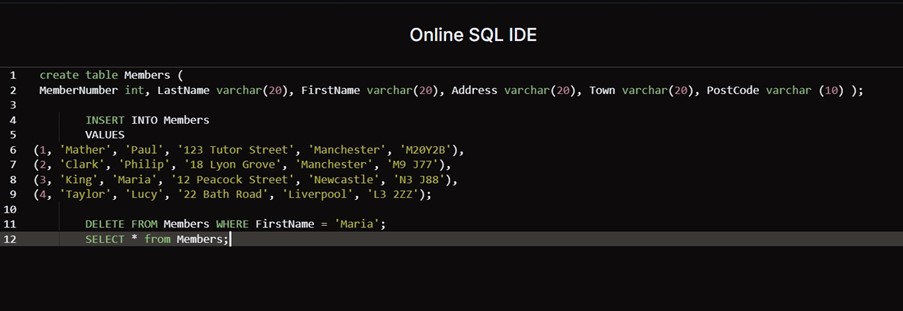 Online SQL IDE
1 create table Members (
2 MemberNumber int, LastName varchar(20), FirstName varchar(20), Address varchar(20), Town varchar(20), PostCode varchar (10) );
3
4 INSERT INTO Members
5 VALUES
6 (1, 'Mather', 'Paul', '123 Tutor Street', 'Manchester', 'M20Y2B'),
7 (2, 'Clark', 'Philip', '18 Lyon Grove', 'Manchester', 'M9 J77'),
8 (3, 'King', 'Maria', '12 Peacock Street', 'Newcastle', 'N3 J88'),
9 (4, 'Taylor', 'Lucy', '22 Bath Road', 'Liverpool', 'L3 2ZZ');
10
11 DELETE FROM Members WHERE FirstName = 'Maria';
12 SELECT * from Members;